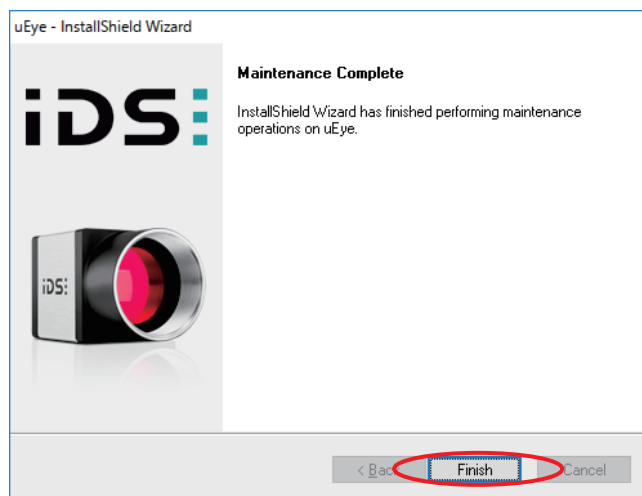 uEye - InstallShield Wizard
iDS:
Maintenance Complete
InstallShield Wizard has finished performing maintenance
operations on uEye.
iDS:
< Back Finish Cancel